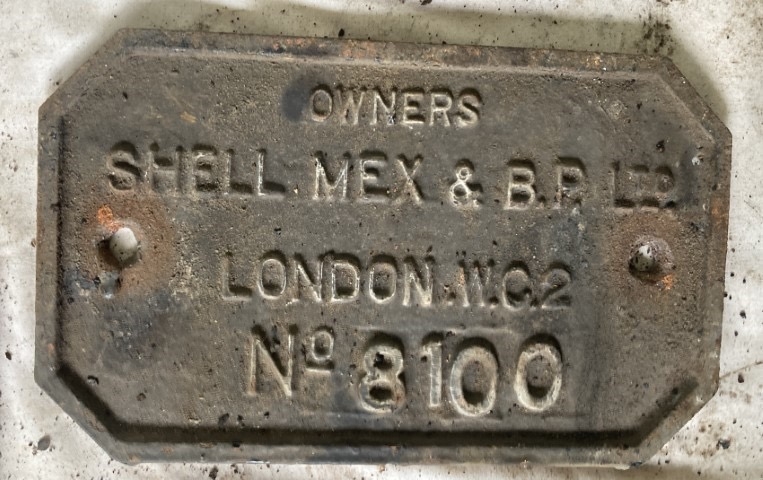 OWNERS
SHELL MEX & B.P. LTD.
LONDON.W.C.2
Nº 8100